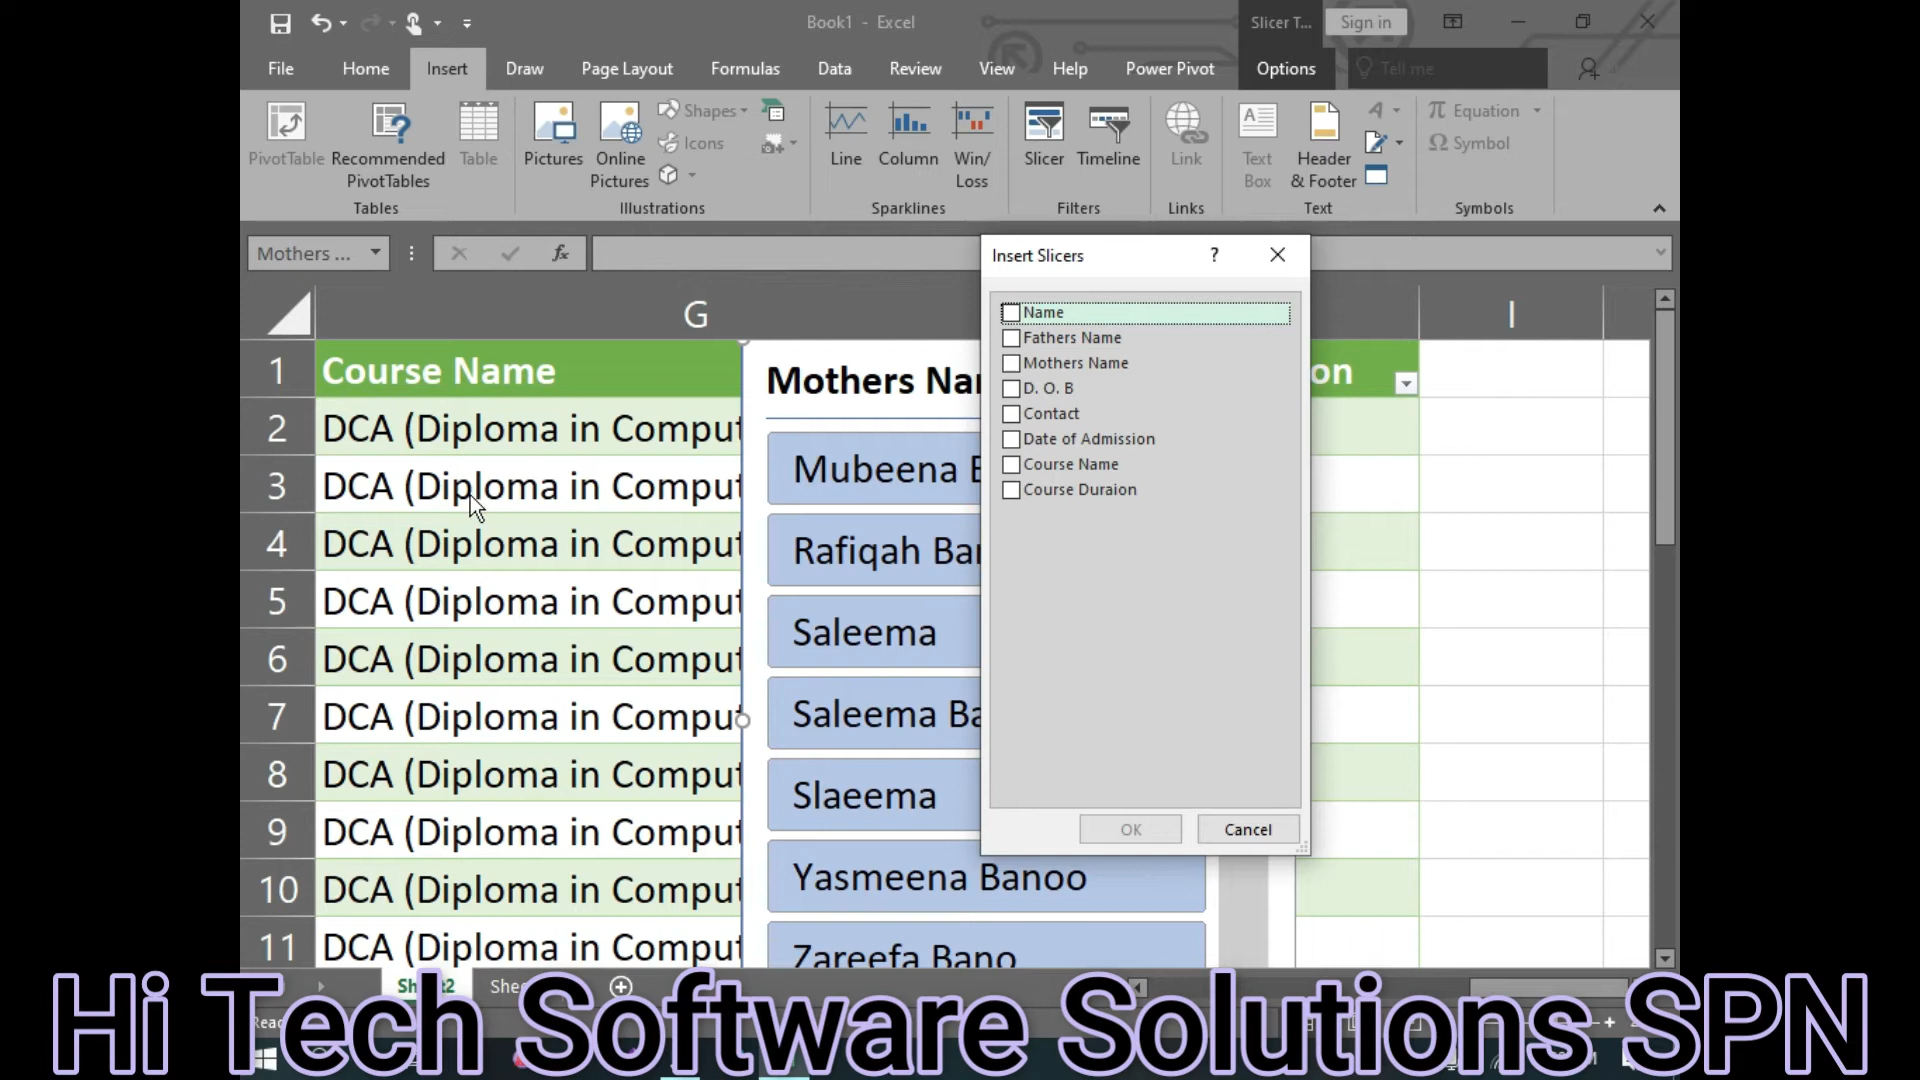 Book1 - Excel
Slicer T...
Sign in
File
Home
Insert
Draw
Page Layout
Formulas
Data
Review
View
Help
Power Pivot
Options
Tell me
PivotTable
Recommended
PivotTables
Table
Pictures
Online
Pictures
Shapes
Icons
Line
Column
Win/
Loss
Slicer
Timeline
Link
Text
Box
Header
& Footer
π Equation
Ω Symbol
Tables
Illustrations
Sparklines
Filters
Links
Text
Symbols
Mothers ...
fx
Insert Slicers
?
Name
Fathers Name
Mothers Name
D. O. B
Contact
Date of Admission
Course Name
Course Duraion
OK
Cancel
G
I
1 Course Name
on
2 DCA (Diploma in Comput
3 DCA (Diploma in Comput
4 DCA (Diploma in Comput
5 DCA (Diploma in Comput
6 DCA (Diploma in Comput
7 DCA (Diploma in Comput
8 DCA (Diploma in Comput
9 DCA (Diploma in Comput
10 DCA (Diploma in Comput
11 DCA (Diploma in Comput
Mothers Na
Mubeena
Rafiqah Ba
Saleema
Saleema Ba
Slaeema
Yasmeena Banoo
Zareefa Bano
Sheet2
Hi Tech Software Solutions SPN